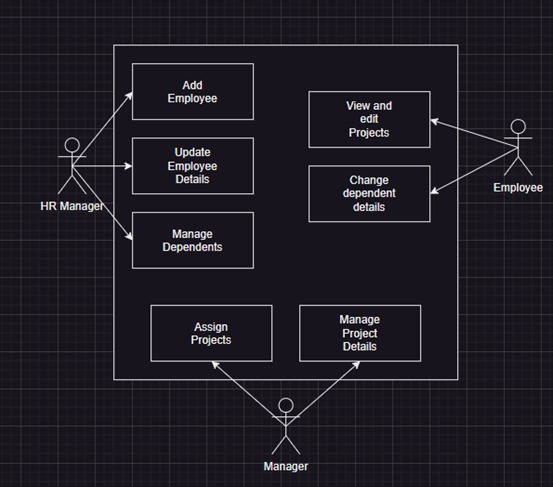 Add
Employee
View and
edit
Projects
Update
Employee
Details
Change
dependent
details
HR Manager
Employee
Manage
Dependents
Assign
Projects
Manage
Project
Details
Manager